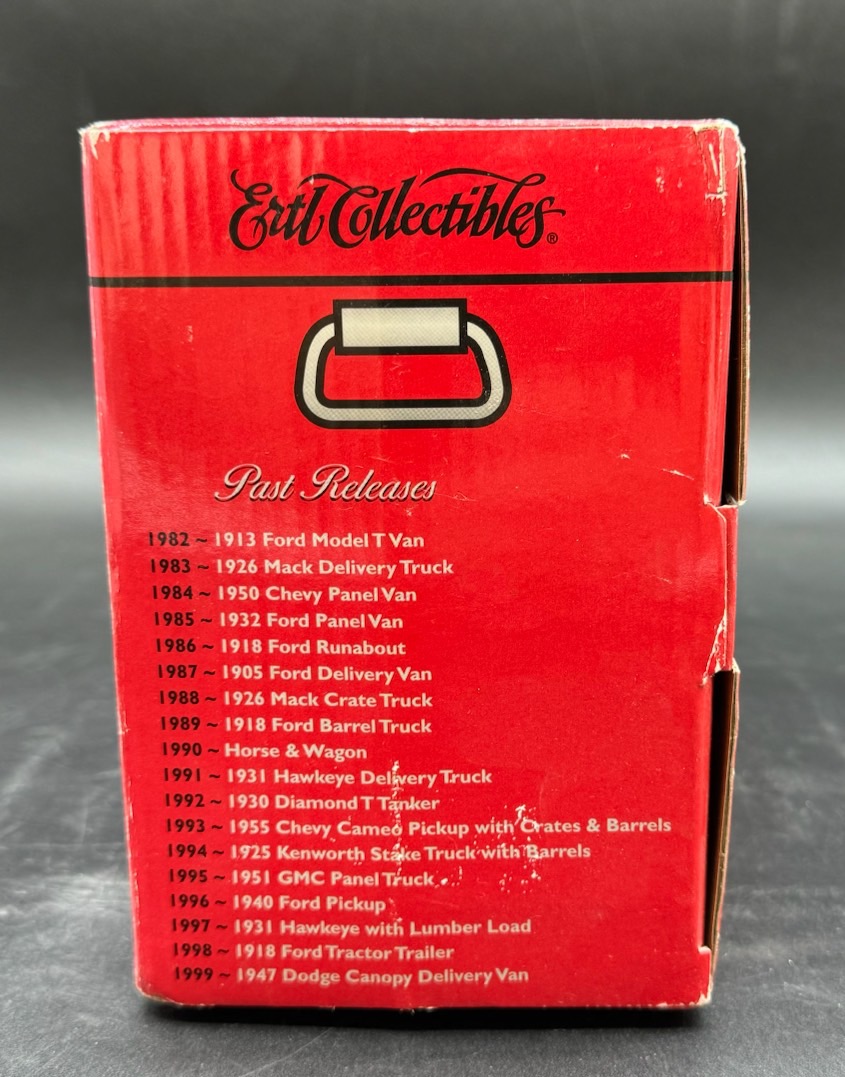 Ertl Collectibles®
Past Releases
1982 ~ 1913 Ford Model T Van
1983 ~ 1926 Mack Delivery Truck
1984 ~ 1950 Chevy Panel Van
1985 ~ 1932 Ford Panel Van
1986 ~ 1918 Ford Runabout
1987 ~ 1905 Ford Delivery Van
1988 ~ 1926 Mack Crate Truck
1989 ~ 1918 Ford Barrel Truck
1990 ~ Horse & Wagon
1991 ~ 1931 Hawkeye Delivery Truck
1992 ~ 1930 Diamond T Tanker
1993 ~ 1955 Chevy Cameo Pickup with Crates & Barrels
1994 ~ 1925 Kenworth Stake Truck with Barrels
1995 ~ 1951 GMC Panel Truck
1996 ~ 1940 Ford Pickup
1997 ~ 1931 Hawkeye with Lumber Load
1998 ~ 1918 Ford Tractor Trailer
1999 ~ 1947 Dodge Canopy Delivery Van